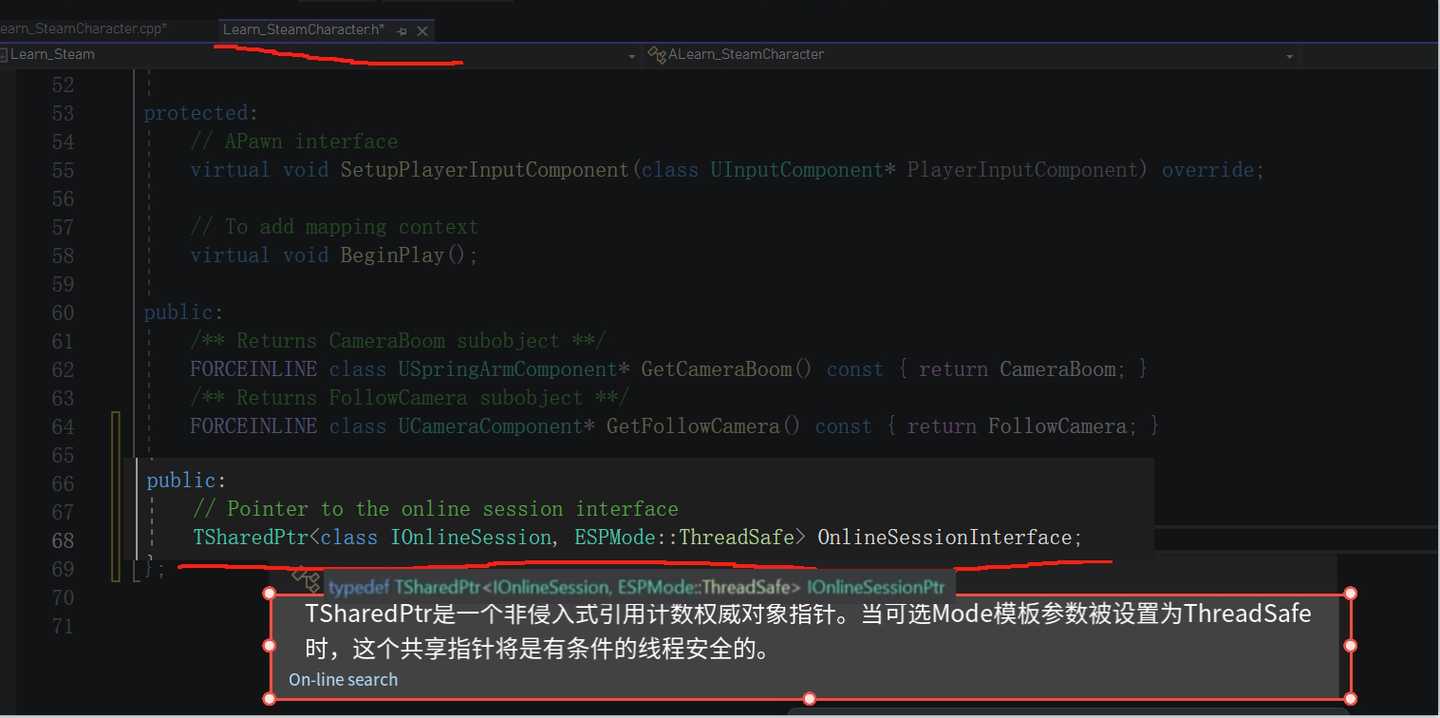 earn_SteamCharacter.cpp*
Learn_SteamCharacter.h*
Learn_Steam
ALearn_SteamCharacter
52
53 protected:
54 // APawn interface
55 virtual void SetupPlayerInputComponent(class UInputComponent* PlayerInputComponent) override;
56
57 // To add mapping context
58 virtual void BeginPlay();
59
60 public:
61 /** Returns CameraBoom subobject **/
62 FORCEINLINE class USpringArmComponent* GetCameraBoom() const { return CameraBoom; }
63 /** Returns FollowCamera subobject **/
64 FORCEINLINE class UCameraComponent* GetFollowCamera() const { return FollowCamera; }
65
66 public:
67 // Pointer to the online session interface
68 TSharedPtr<class IOnlineSession, ESPMode::ThreadSafe> OnlineSessionInterface;
69 };
typedef TSharedPtr<IOnlineSession, ESPMode::ThreadSafe> IOnlineSessionPtr
70
TSharedPtr是一个非侵入式引用计数权威对象指针。当可选Mode模板参数被设置为ThreadSafe
71
时，这个共享指针将是有条件的线程安全的。
On-line search